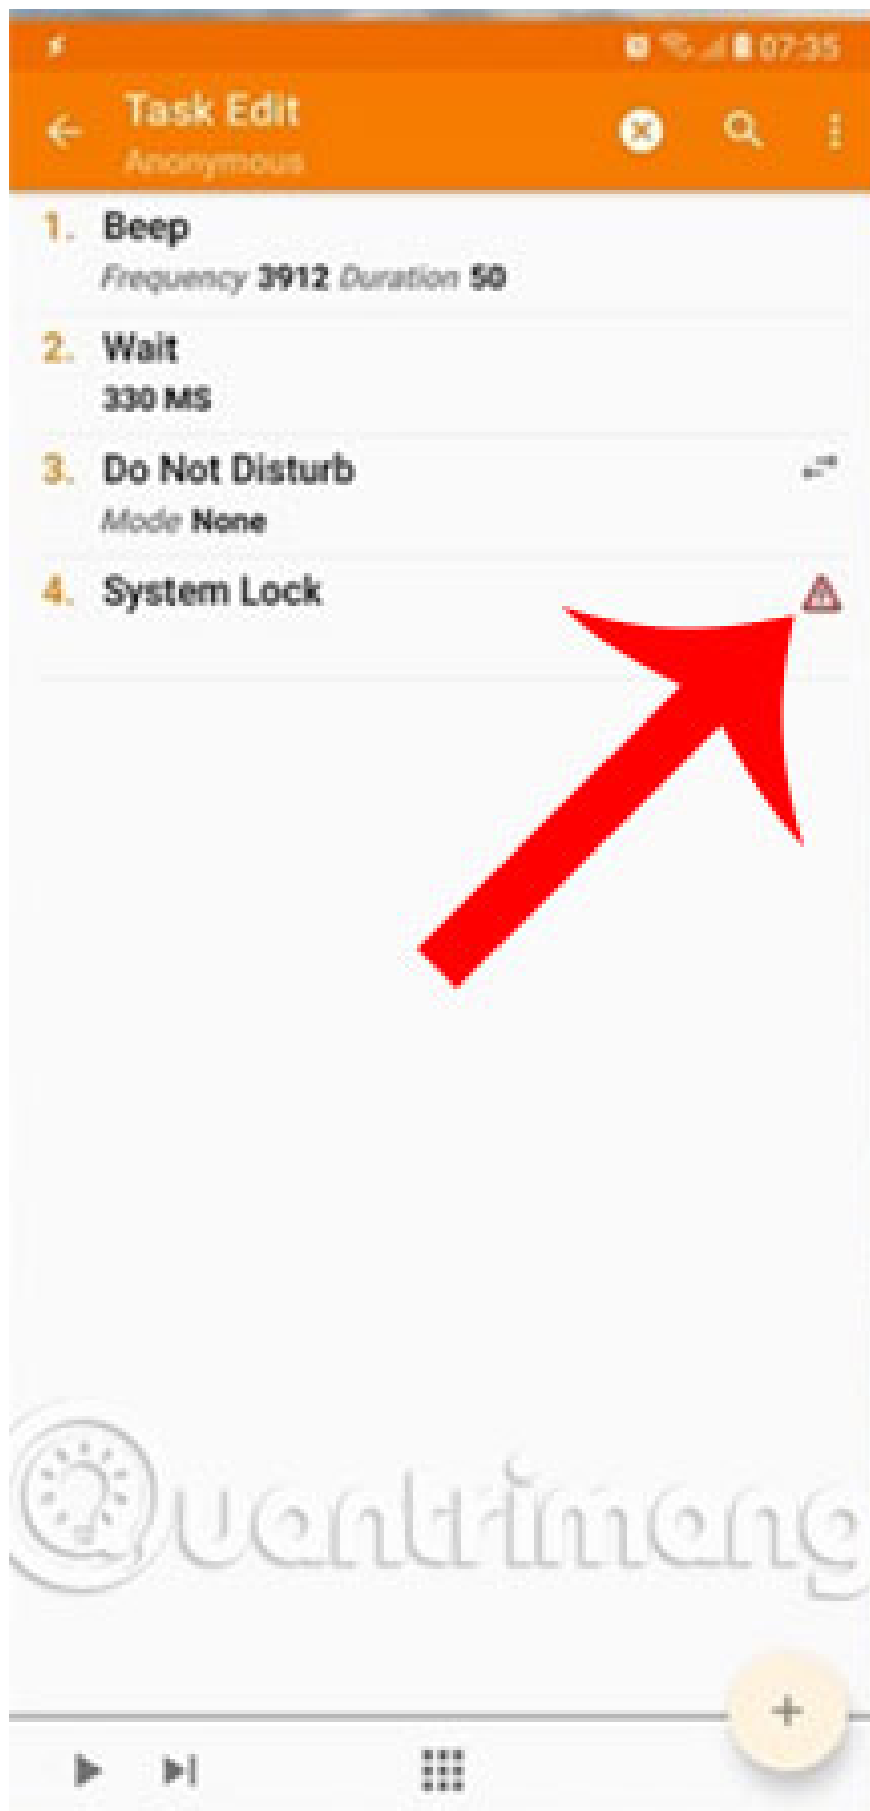 07:35
Task Edit
Anonymous
1. Beep
Frequency 3912 Duration 50
2. Wait
330 MS
3. Do Not Disturb
Mode None
4. System Lock
Quantrimang